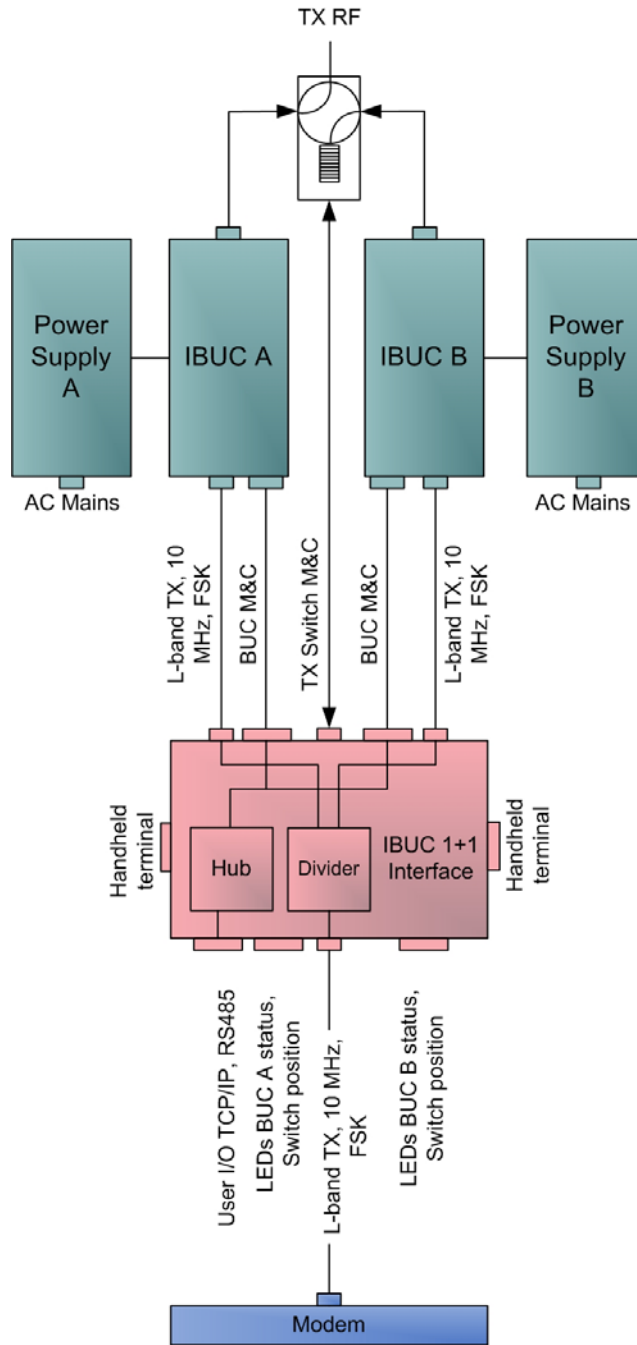 TX RF
Power
Supply
A
IBUC A
IBUC B
Power
Supply
B
AC Mains
AC Mains
L-band TX, 10
MHz, FSK
BUC M&C
TX Switch M&C
BUC M&C
L-band TX, 10
MHz, FSK
Handheld
terminal
Hub
Divider
IBUC 1+1
Interface
Handheld
terminal
User I/O TCP/IP, RS485
LEDs BUC A status,
Switch position
L-band TX, 10 MHz,
FSK
LEDs BUC B status,
Switch position
Modem